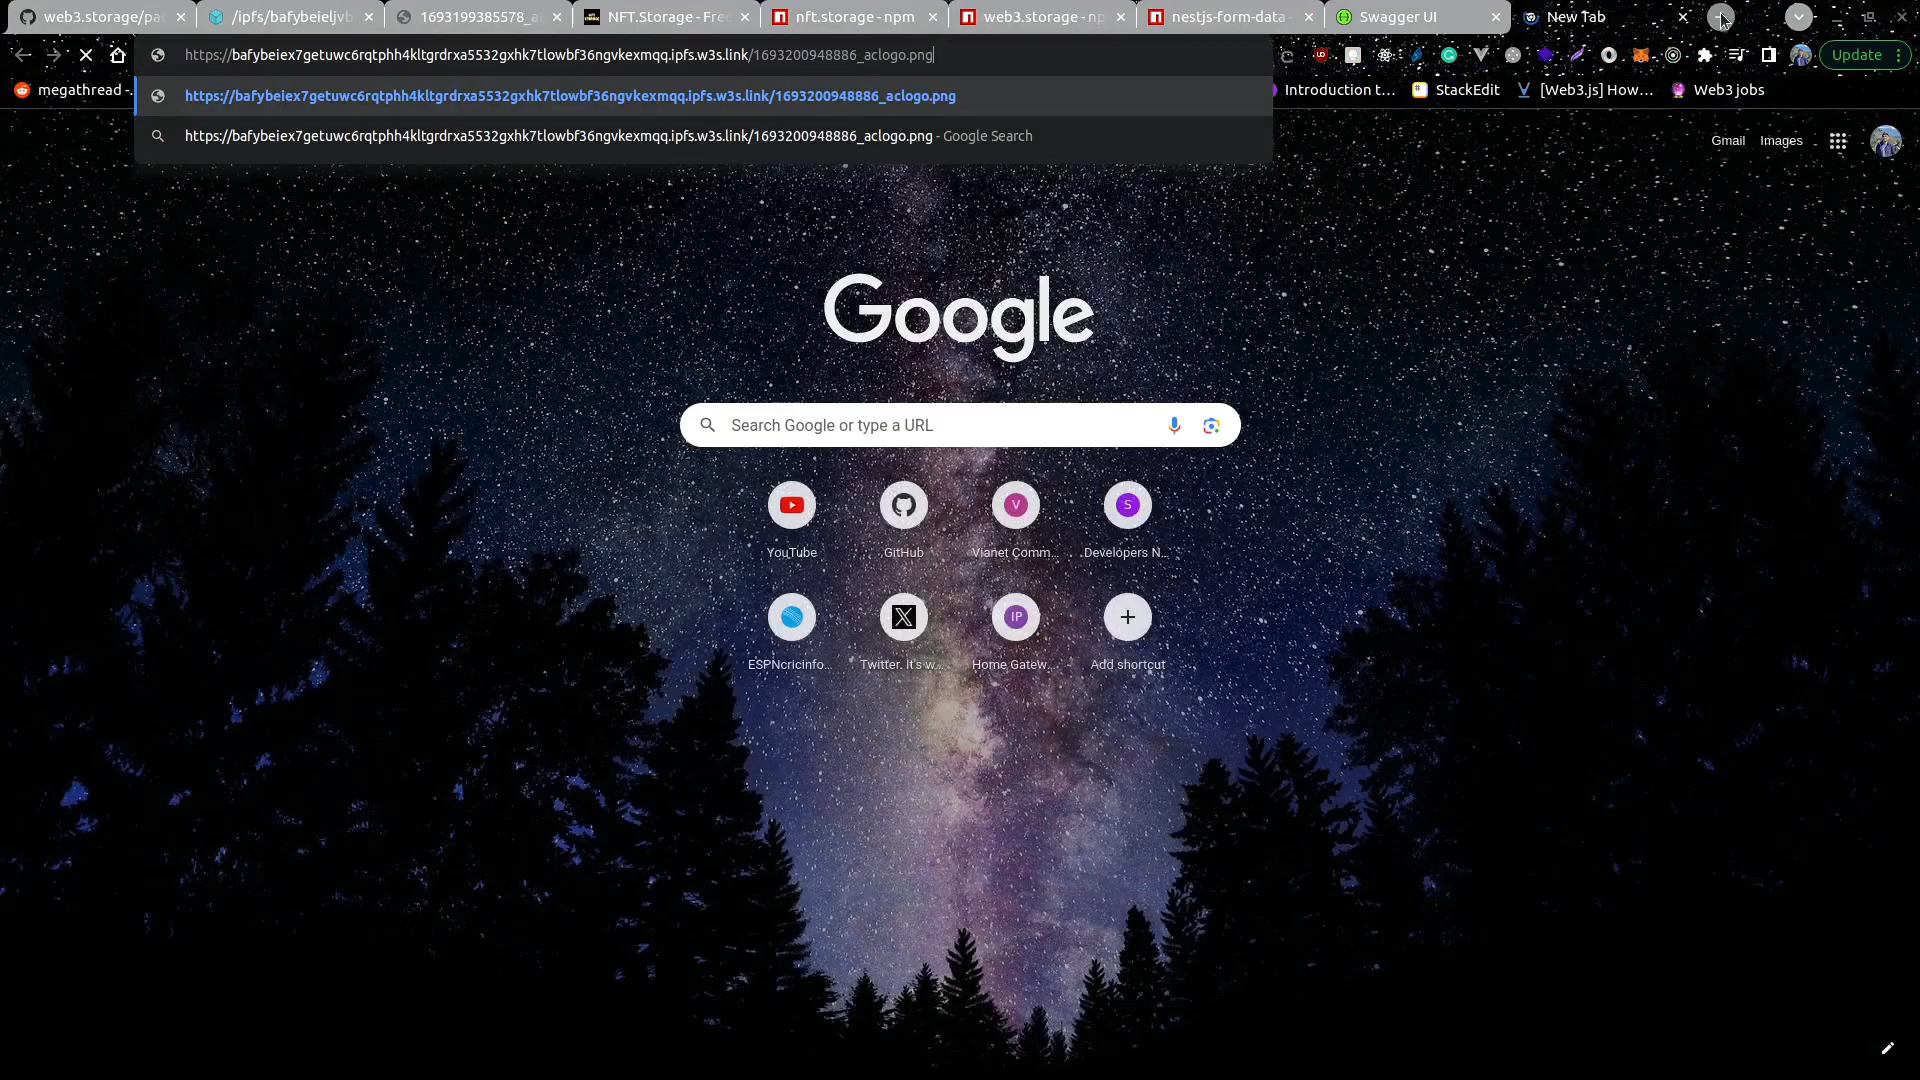 web3.storage/pac
/ipfs/bafybeieljvb
1693199385578_a
NFT.Storage - Free
nft.storage - npm
web3.storage - np
nestjs-form-data -
Swagger UI
New Tab
https://bafybeiex7getuwc6rqtphh4kltgrdrxa5532gxhk7tlowbf36ngvkexmqq.ipfs.w3s.link/1693200948886_aclogo.png
Update
https://bafybeiex7getuwc6rqtphh4kltgrdrxa5532gxhk7tlowbf36ngvkexmqq.ipfs.w3s.link/1693200948886_aclogo.png
https://bafybeiex7getuwc6rqtphh4kltgrdrxa5532gxhk7tlowbf36ngvkexmqq.ipfs.w3s.link/1693200948886_aclogo.png - Google Search
megathread -
Introduction t...
StackEdit
[Web3.js] How...
Web3 jobs
Gmail
Images
Google
Search Google or type a URL
YouTube
GitHub
V
Vianet Comm...
S
Developers N...
ESPNcricinfo...
X
Twitter. It's w...
IP
Home Gatew...
Add shortcut